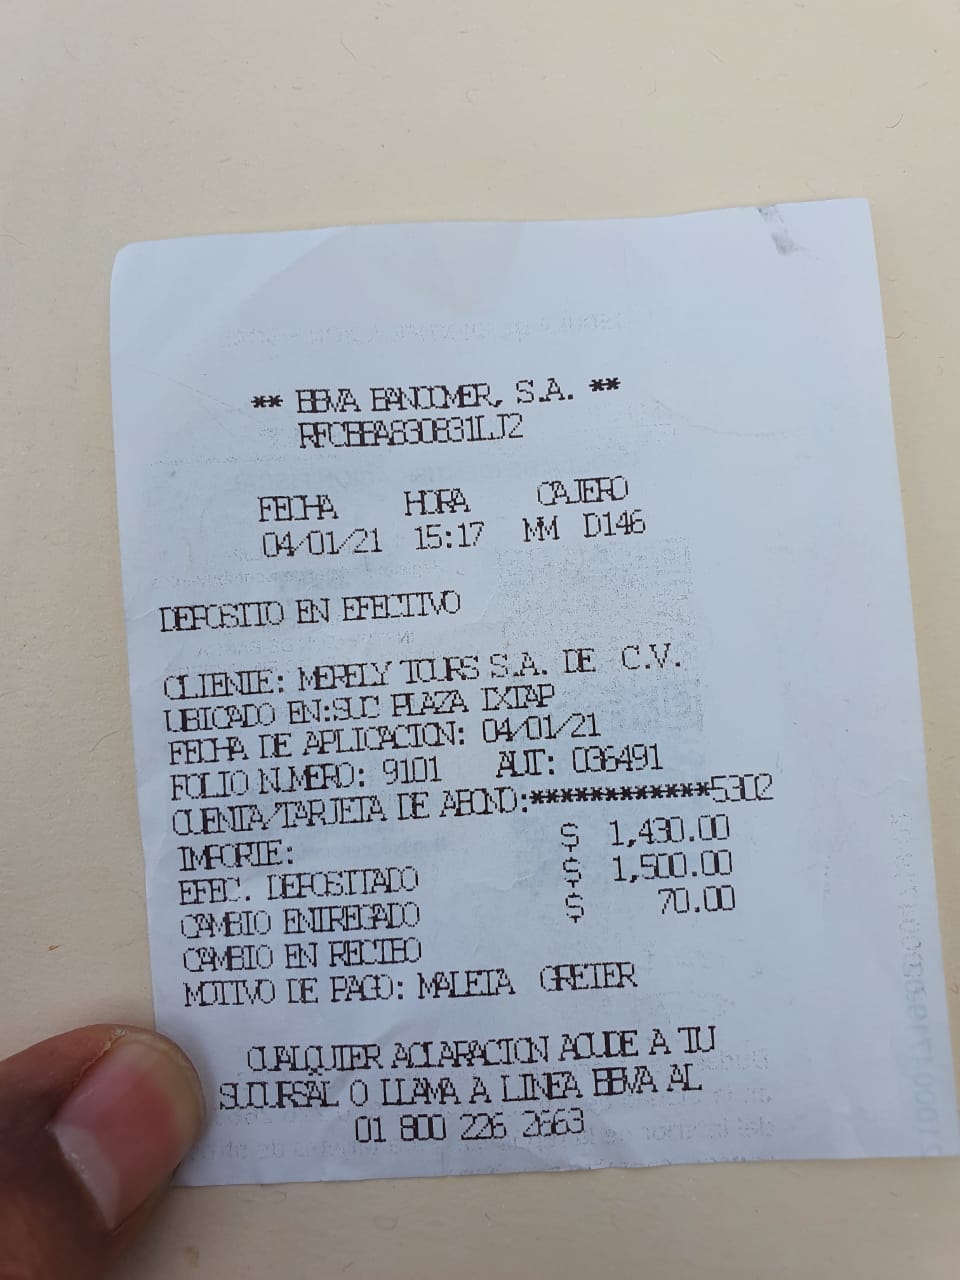 ** BBVA BANCOMER, S.A. **
RFCBBA830831LJ2
FECHA HORA CAJERO
04/01/21 15:17 MM D146
DEPOSITO EN EFECTIVO
CLIENTE: MERELY TOURS S.A. DE C.V.
UBICADO EN:SUC PLAZA IXTAP
FECHA DE APLICACION: 04/01/21
FOLIO NUMERO: 9101 AUT: 036491
CUENTA/TARJETA DE ABONO:************5302
IMPORTE: $ 1,430.00
EFEC. DEPOSITADO $ 1,500.00
CAMBIO ENTREGADO $ 70.00
CAMBIO EN RECIBO
MOTIVO DE PAGO: MALETA GRETER
CUALQUIER ACLARACION ACUDE A TU
SUCURSAL O LLAMA A LINEA BBVA AL
01 800 226 2663